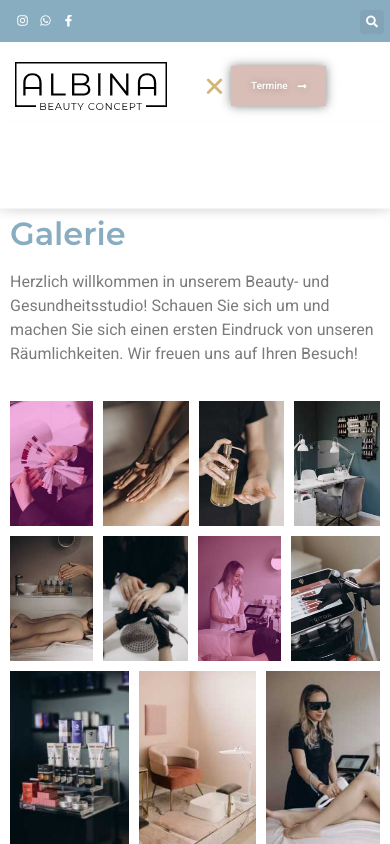 ALBINA
BEAUTY CONCEPT
Termine
Galerie
Herzlich willkommen in unserem Beauty- und
Gesundheitsstudio! Schauen Sie sich um und
machen Sie sich einen ersten Eindruck von unseren
Räumlichkeiten. Wir freuen uns auf Ihren Besuch!